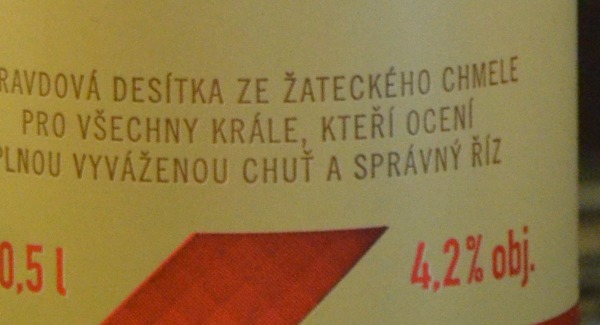 RAVDOVÁ DESÍTKA ZE ŽATECKÉHO CHMELE
PRO VŠECHNY KRÁLE, KTEŘÍ OCENÍ
PLNOU VYVÁŽENOU CHUŤ A SPRÁVNÝ ŘÍZ
0,5 l
4,2% obj.